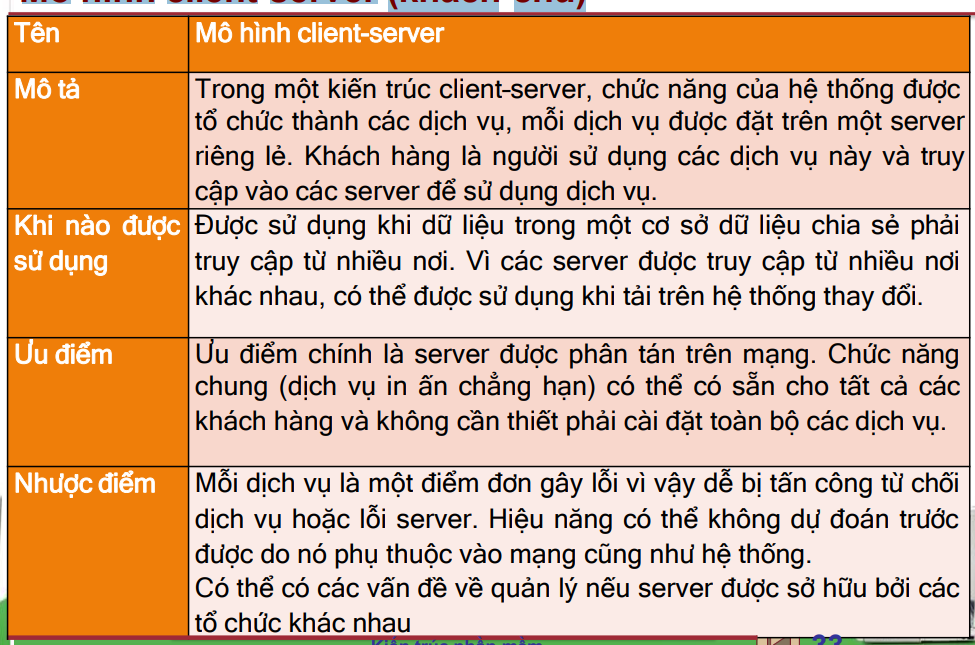 Mô hình client-server (khách chủ)
Tên
Mô hình client-server
Mô tả
Trong một kiến trúc client-server, chức năng của hệ thống được
tổ chức thành các dịch vụ, mỗi dịch vụ được đặt trên một server
riêng lẻ. Khách hàng là người sử dụng các dịch vụ này và truy
cập vào các server để sử dụng dịch vụ.
Khi nào được
sử dụng
Được sử dụng khi dữ liệu trong một cơ sở dữ liệu chia sẻ phải
truy cập từ nhiều nơi. Vì các server được truy cập từ nhiều nơi
khác nhau, có thể được sử dụng khi tải trên hệ thống thay đổi.
Ưu điểm
Ưu điểm chính là server được phân tán trên mạng. Chức năng
chung (dịch vụ in ấn chẳng hạn) có thể có sẵn cho tất cả các
khách hàng và không cần thiết phải cài đặt toàn bộ các dịch vụ.
Nhược điểm
Mỗi dịch vụ là một điểm đơn gây lỗi vì vậy dễ bị tấn công từ chối
dịch vụ hoặc lỗi server. Hiệu năng có thể không dự đoán trước
được do nó phụ thuộc vào mạng cũng như hệ thống.
Có thể có các vấn đề về quản lý nếu server được sở hữu bởi các
tổ chức khác nhau
Kiến trúc phần mềm
33